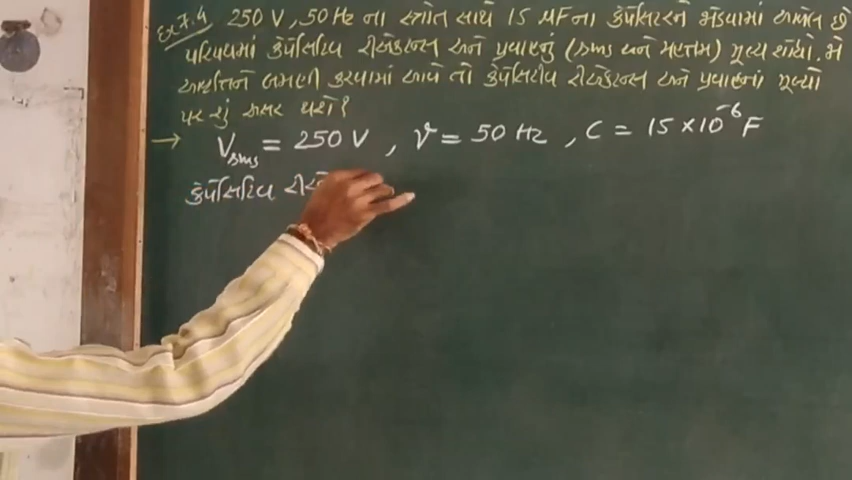 Ex 7.4 250 V, 50 Hz ના સ્ત્રોત સાથે 15 μF ના કેપેસિટરને જોડવામાં આવેલ છે
પરિપથમાં કેપેસિટિવ રીએક્ટન્સ અને પ્રવાહનું (rms અને મહત્તમ) મૂલ્ય શોધો. જો
આવૃત્તિને બમણી કરવામાં આવે તો કેપેસિટીવ રીએક્ટન્સ અને પ્રવાહનાં મૂલ્યો
પર શું અસર થશે?
→ Vrms = 250 V , ν = 50 Hz , C = 15 × 10⁻⁶ F
કેપેસિટિવ